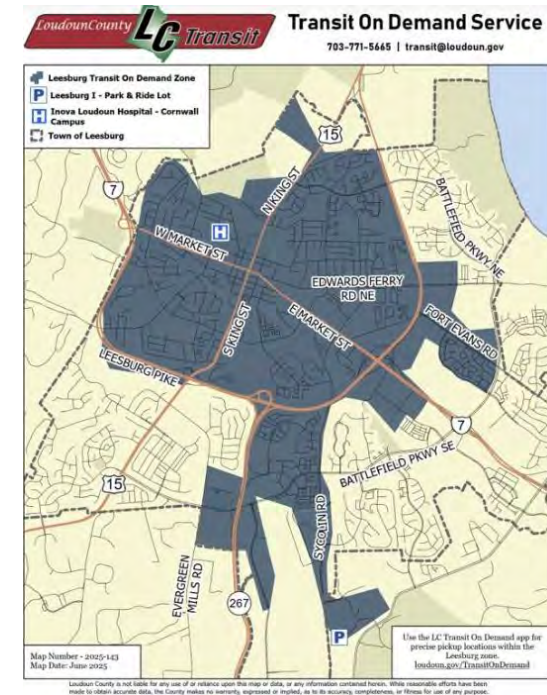 LoudounCounty LC Transit
Transit On Demand Service
703-771-5665 | transit@loudoun.gov
Leesburg Transit On Demand Zone
P
Leesburg I - Park & Ride Lot
H
Inova Loudoun Hospital - Cornwall
Campus
Town of Leesburg
15
7
N KING ST
BATTLEFIELD PKWY NE
H
W MARKET ST
EDWARDS FERRY
RD NE
S KING ST
E MARKET ST
FORT EVANS RD
LEESBURG PIKE
7
BATTLEFIELD PKWY SE
15
SYCOLIN RD
EVERGREEN
MILLS RD
267
P
Map Number - 2025-143
Map Date: June 2025
Use the LC Transit On Demand app for
precise pickup locations within the
Leesburg zone.
loudoun.gov/TransitOnDemand
Loudoun County is not liable for any use of or reliance upon this map or data, or any information contained herein. While reasonable efforts have been
made to obtain accurate data, the County makes no warranty, expressed or implied, as to its accuracy, completeness, or fitness for use of any purpose.